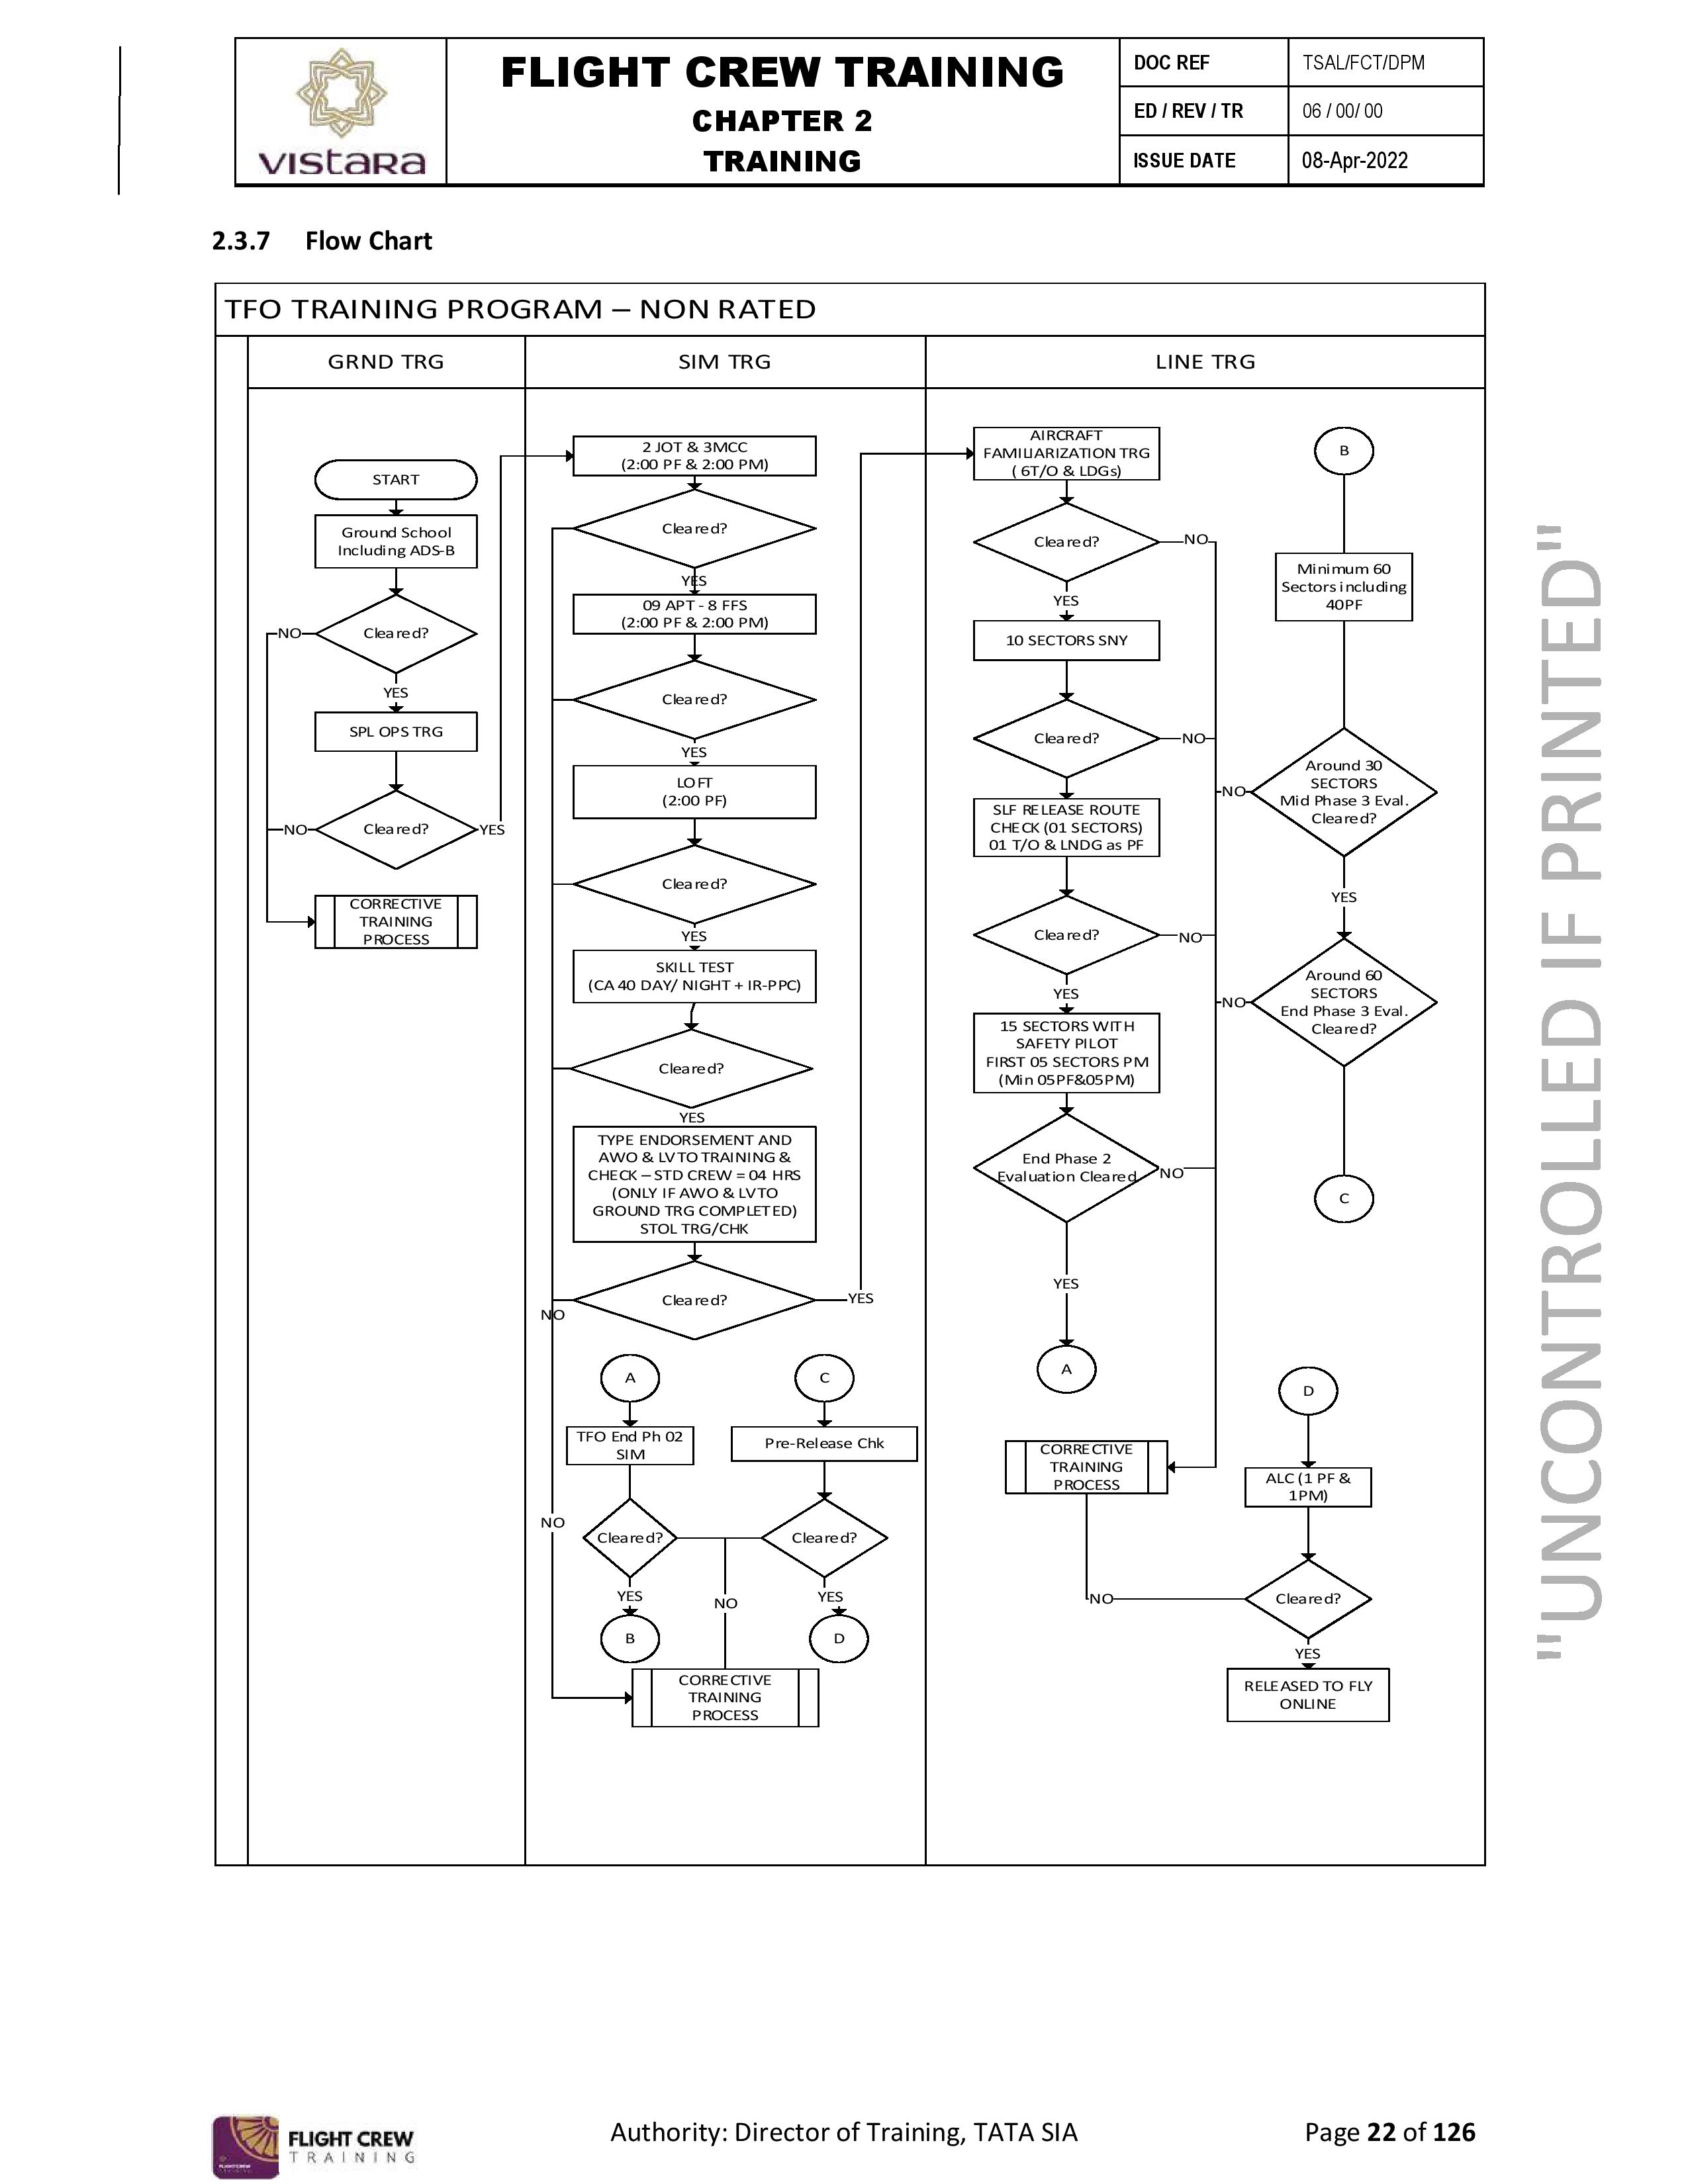 vistara
FLIGHT CREW TRAINING
CHAPTER 2
TRAINING
DOC REF
TSAL/FCT/DPM
ED / REV / TR
06 / 00/ 00
ISSUE DATE
08-Apr-2022
2.3.7 Flow Chart
TFO TRAINING PROGRAM – NON RATED
GRND TRG
SIM TRG
LINE TRG
START
Ground School
Including ADS-B
Cleared?
NO
YES
SPL OPS TRG
Cleared?
NO
YES
CORRECTIVE
TRAINING
PROCESS
2 JOT & 3MCC
(2:00 PF & 2:00 PM)
Cleared?
YES
09 APT - 8 FFS
(2:00 PF & 2:00 PM)
Cleared?
YES
LOFT
(2:00 PF)
Cleared?
YES
SKILL TEST
(CA 40 DAY/ NIGHT + IR-PPC)
Cleared?
YES
TYPE ENDORSEMENT AND
AWO & LVTO TRAINING &
CHECK – STD CREW = 04 HRS
(ONLY IF AWO & LVTO
GROUND TRG COMPLETED)
STOL TRG/CHK
Cleared?
NO
YES
A
TFO End Ph 02
SIM
Cleared?
YES
B
C
Pre-Release Chk
Cleared?
YES
D
NO
NO
CORRECTIVE
TRAINING
PROCESS
AIRCRAFT
FAMILIARIZATION TRG
( 6T/O & LDGs)
Cleared?
NO
YES
10 SECTORS SNY
Cleared?
NO
SLF RELEASE ROUTE
CHECK (01 SECTORS)
01 T/O & LNDG as PF
Cleared?
NO
YES
15 SECTORS WITH
SAFETY PILOT
FIRST 05 SECTORS PM
(Min 05PF&05PM)
End Phase 2
Evaluation Cleared
NO
YES
A
CORRECTIVE
TRAINING
PROCESS
B
Minimum 60
Sectors including
40PF
Around 30
SECTORS
Mid Phase 3 Eval.
Cleared?
NO
YES
Around 60
SECTORS
End Phase 3 Eval.
Cleared?
NO
C
D
ALC (1 PF &
1PM)
Cleared?
NO
YES
RELEASED TO FLY
ONLINE
"UNCONTROLLED IF PRINTED"
FLIGHT CREW
TRAINING
Authority: Director of Training, TATA SIA
Page 22 of 126